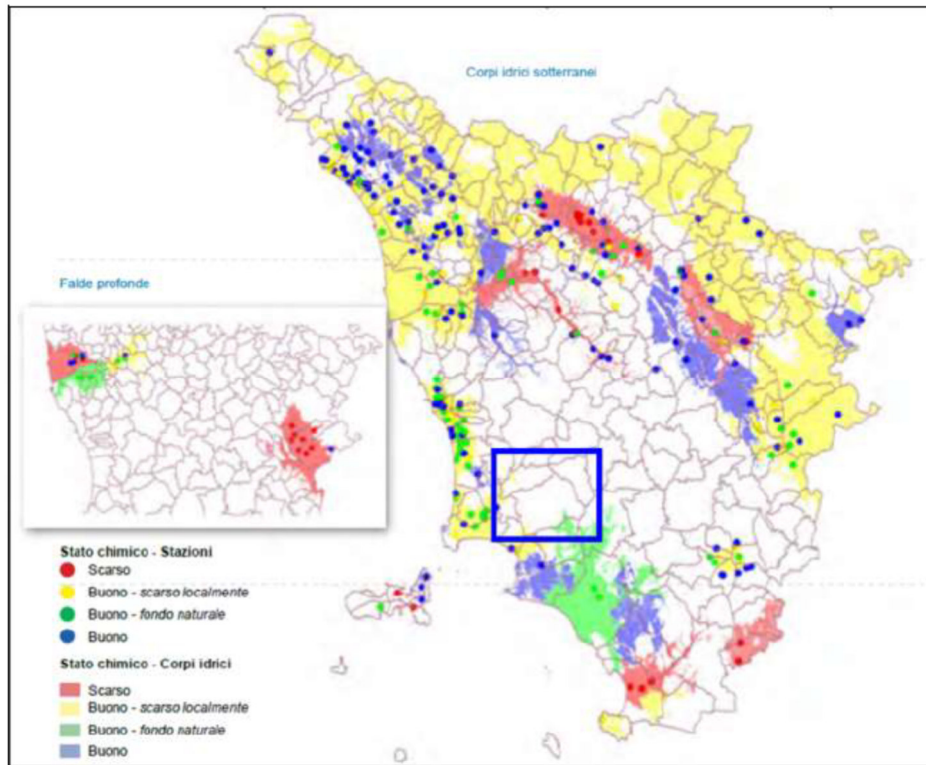 Corpi idrici sotterranei
Falde profonde
Stato chimico - Stazioni
Scarso
Buono - scarso localmente
Buono - fondo naturale
Buono
Stato chimico - Corpi idrici
Scarso
Buono - scarso localmente
Buono - fondo naturale
Buono